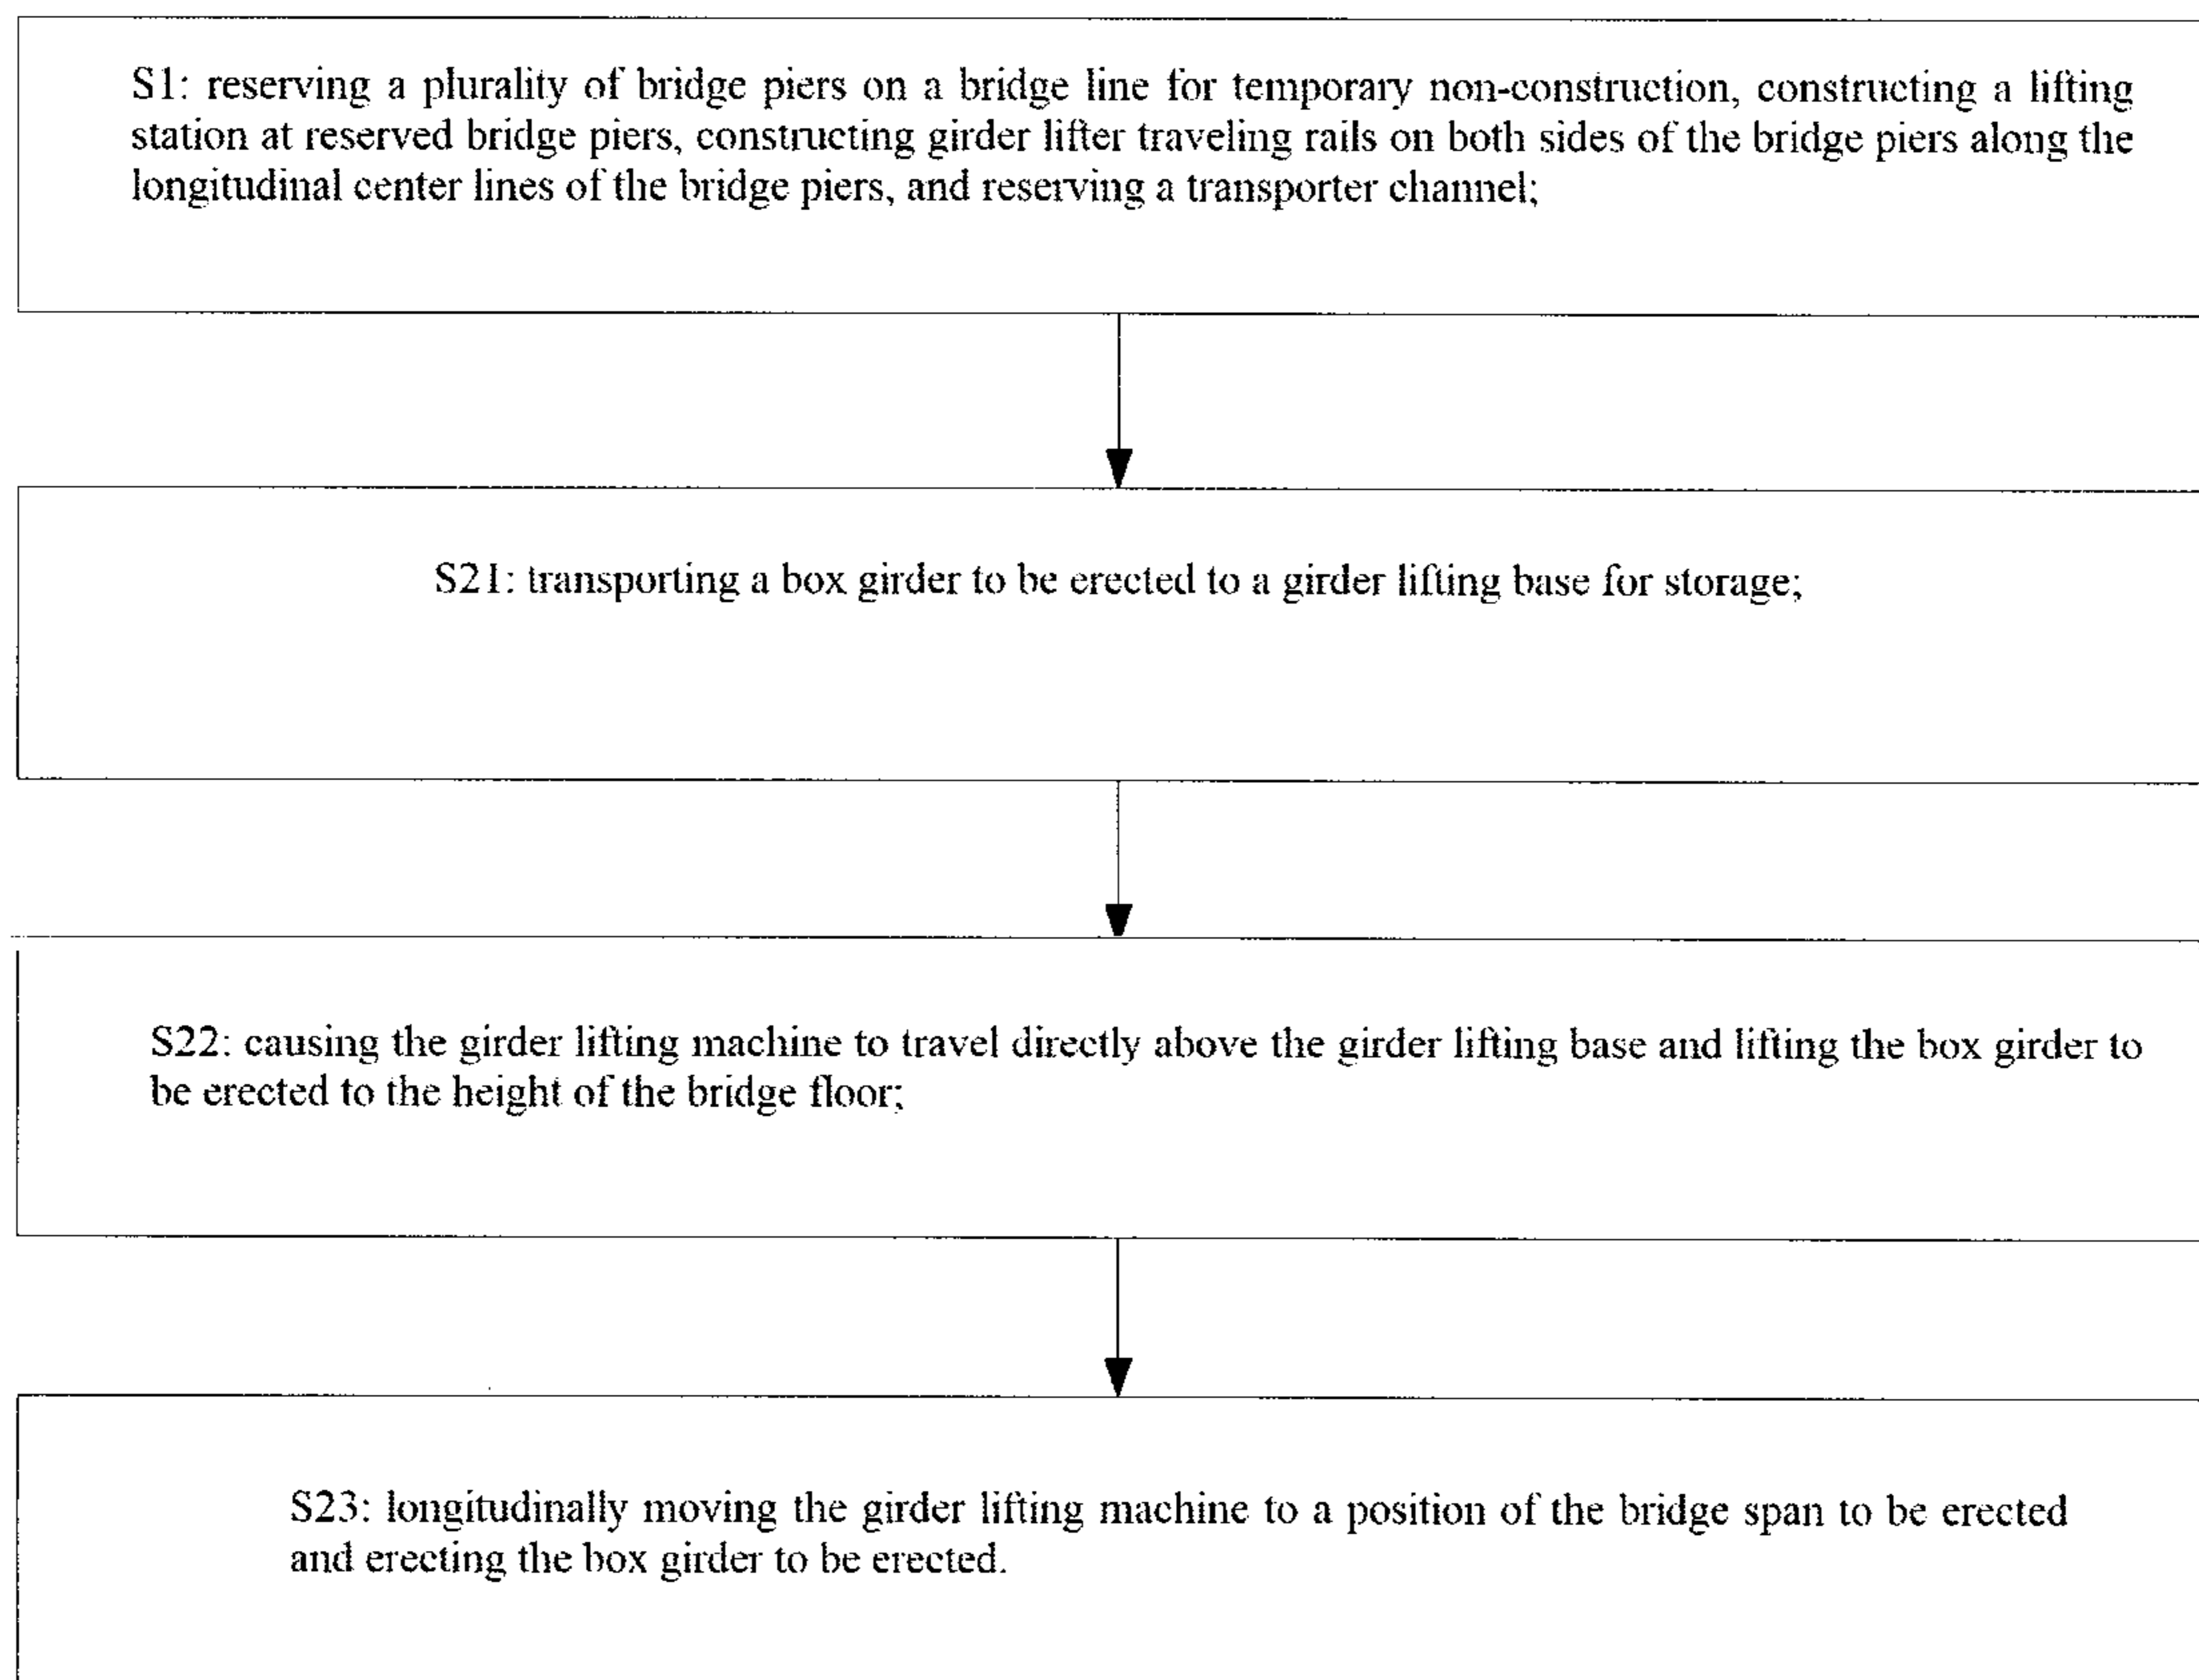 S1: reserving a plurality of bridge piers on a bridge line for temporary non-construction, constructing a lifting
station at reserved bridge piers, constructing girder lifter traveling rails on both sides of the bridge piers along the
longitudinal center lines of the bridge piers, and reserving a transporter channel;
S21: transporting a box girder to be erected to a girder lifting base for storage;
S22: causing the girder lifting machine to travel directly above the girder lifting base and lifting the box girder to
be erected to the height of the bridge floor;
S23: longitudinally moving the girder lifting machine to a position of the bridge span to be erected
and erecting the box girder to be erected.